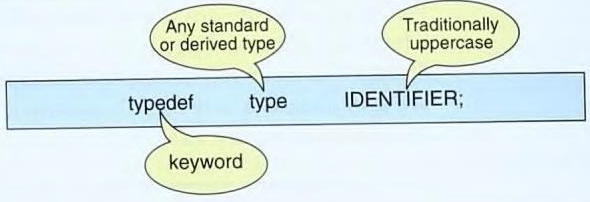 Any standard
or derived type
Traditionally
uppercase
typedef type IDENTIFIER;
keyword